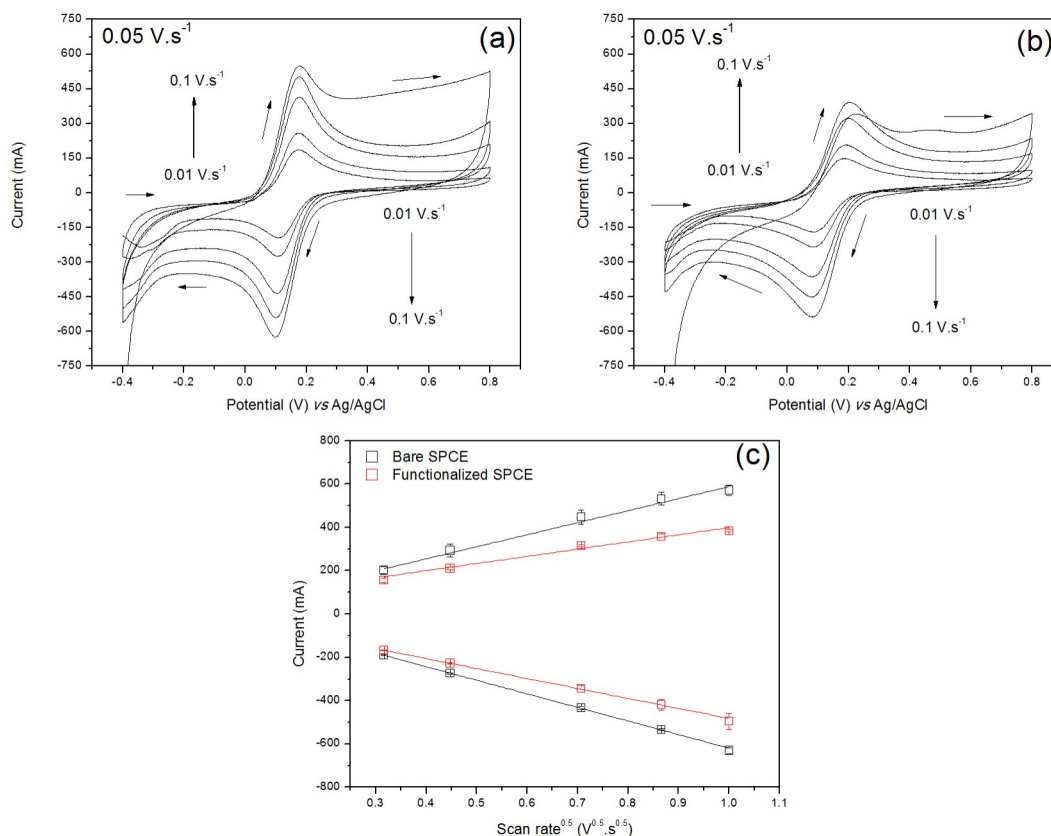 0.05 V.s⁻¹
(a)
0.1 V.s⁻¹
0.01 V.s⁻¹
0.01 V.s⁻¹
0.1 V.s⁻¹
750
600
450
300
150
0
-150
-300
-450
-600
-750
Current (mA)
-0.4 -0.2 0.0 0.2 0.4 0.6 0.8
Potential (V) vs Ag/AgCl
0.05 V.s⁻¹
(b)
0.1 V.s⁻¹
0.01 V.s⁻¹
0.01 V.s⁻¹
0.1 V.s⁻¹
750
600
450
300
150
0
-150
-300
-450
-600
-750
Current (mA)
-0.4 -0.2 0.0 0.2 0.4 0.6 0.8
Potential (V) vs Ag/AgCl
(c)
Bare SPCE
Functionalized SPCE
800
600
400
200
0
-200
-400
-600
-800
Current (mA)
0.3 0.4 0.5 0.6 0.7 0.8 0.9 1.0 1.1
Scan rate⁰·⁵ (V⁰·⁵.s⁰·⁵)